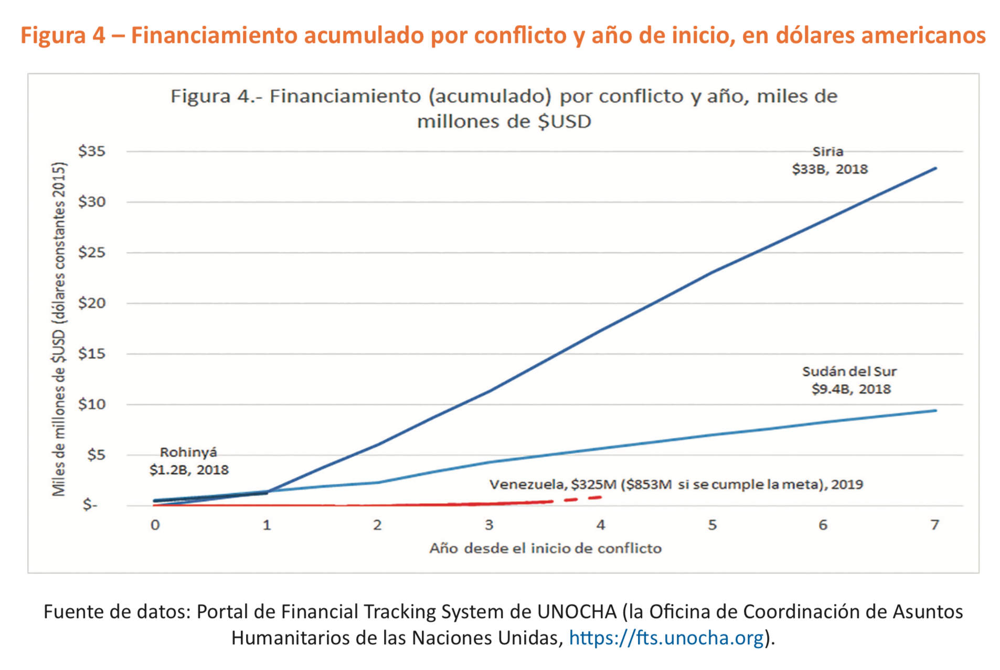 Figura 4 – Financiamiento acumulado por conflicto y año de inicio, en dólares americanos
Figura 4.- Financiamiento (acumulado) por conflicto y año, miles de
millones de $USD
Miles de millones de $USD (dólares constantes 2015)
$35
$30
$25
$20
$15
$10
$5
$-
Siria
$33B, 2018
Sudán del Sur
$9.4B, 2018
Rohinyá
$1.2B, 2018
Venezuela, $325M ($853M si se cumple la meta), 2019
0 1 2 3 4 5 6 7
Año desde el inicio de conflicto
Fuente de datos: Portal de Financial Tracking System de UNOCHA (la Oficina de Coordinación de Asuntos
Humanitarios de las Naciones Unidas, https://fts.unocha.org).